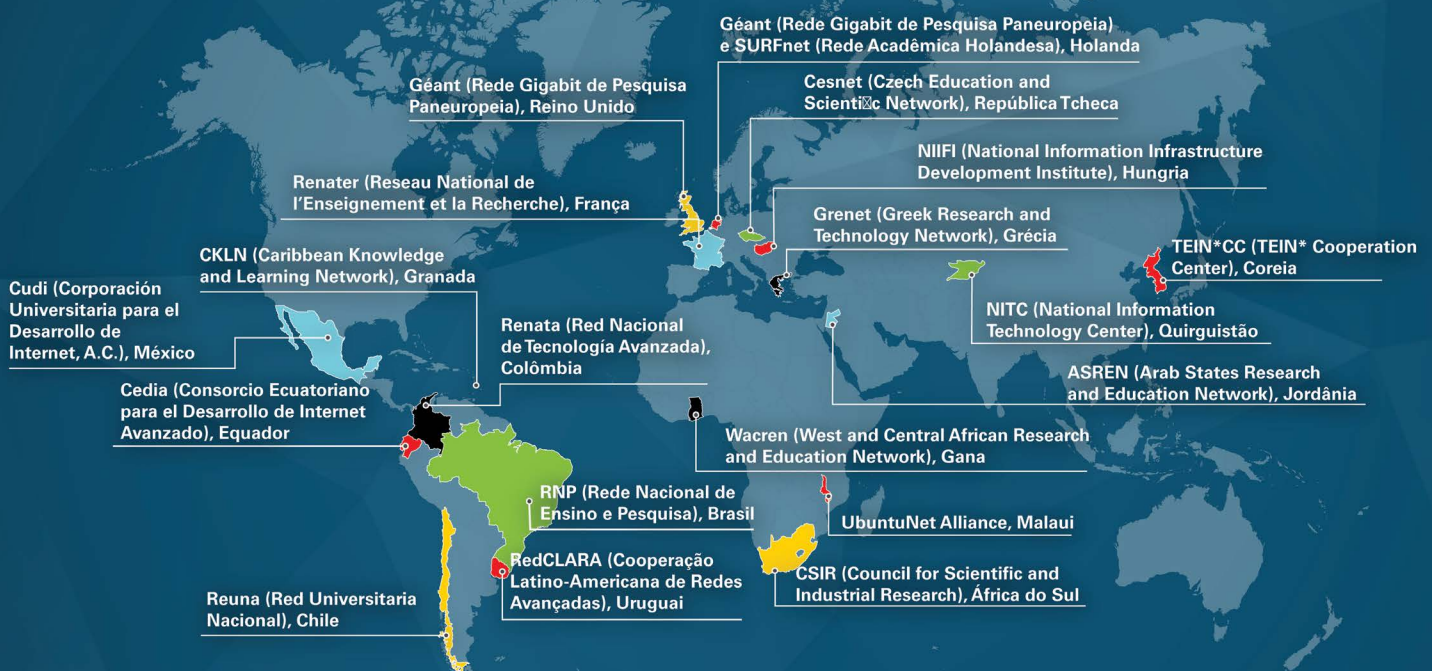 Géant (Rede Gigabit de Pesquisa Paneuropeia)
e SURFnet (Rede Acadêmica Holandesa), Holanda
Géant (Rede Gigabit de Pesquisa
Paneuropeia), Reino Unido
Cesnet (Czech Education and
Scienti☒c Network), República Tcheca
NIIFI (National Information Infrastructure
Development Institute), Hungria
Renater (Reseau National de
l'Enseignement et la Recherche), França
Grenet (Greek Research and
Technology Network), Grécia
TEIN*CC (TEIN* Cooperation
Center), Coreia
CKLN (Caribbean Knowledge
and Learning Network), Granada
Cudi (Corporación
Universitaria para el
Desarrollo de
Internet, A.C.), México
NITC (National Information
Technology Center), Quirguistão
Renata (Red Nacional
de Tecnología Avanzada),
Colômbia
ASREN (Arab States Research
and Education Network), Jordânia
Cedia (Consorcio Ecuatoriano
para el Desarrollo de Internet
Avanzado), Equador
Wacren (West and Central African Research
and Education Network), Gana
RNP (Rede Nacional de
Ensino e Pesquisa), Brasil
UbuntuNet Alliance, Malaui
RedCLARA (Cooperação
Latino-Americana de Redes
Avançadas), Uruguai
CSIR (Council for Scientific and
Industrial Research), África do Sul
Reuna (Red Universitaria
Nacional), Chile